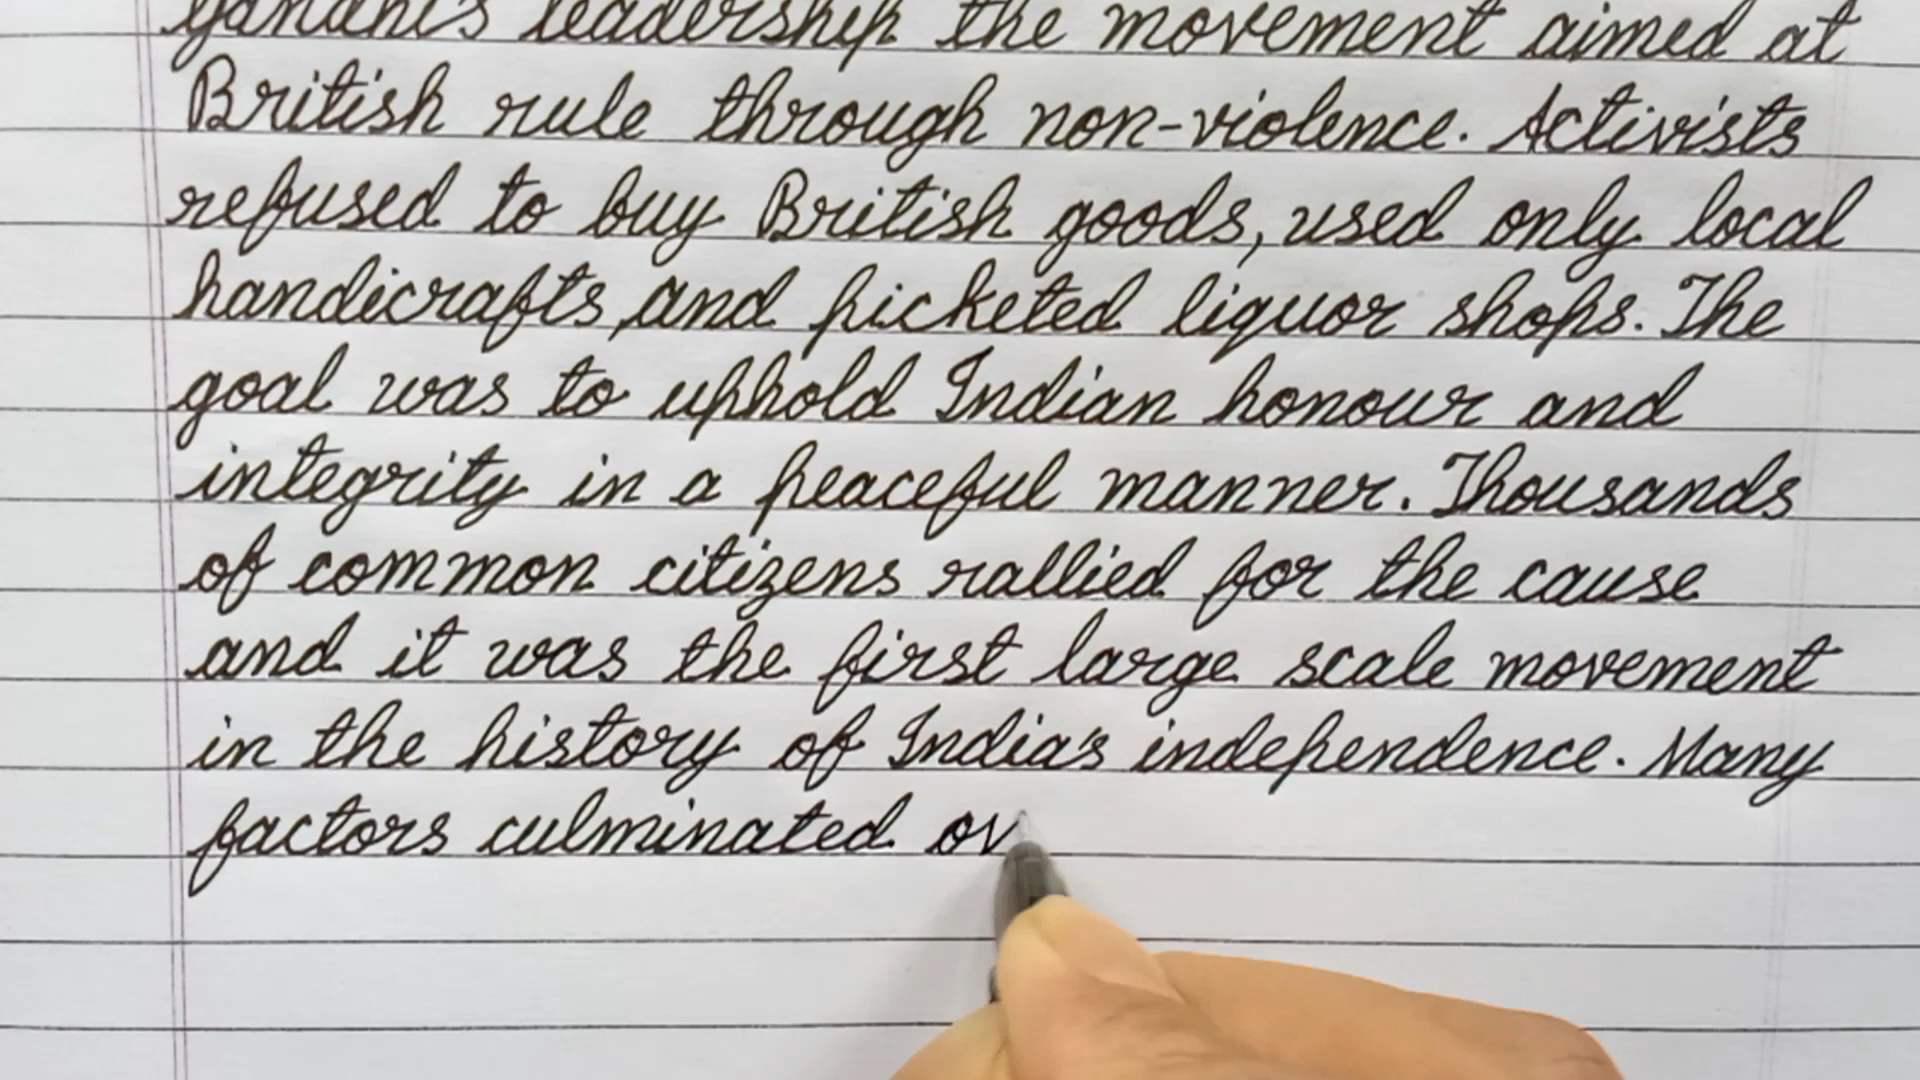 Gandhi's leadership the movement aimed at
British rule through non-violence. Activists
refused to buy British goods, used only local
handicrafts, and picketed liquor shops. The
goal was to uphold Indian honour and
integrity in a peaceful manner. Thousands
of common citizens rallied for the cause
and it was the first large scale movement
in the history of India's independence. Many
factors culminated ov